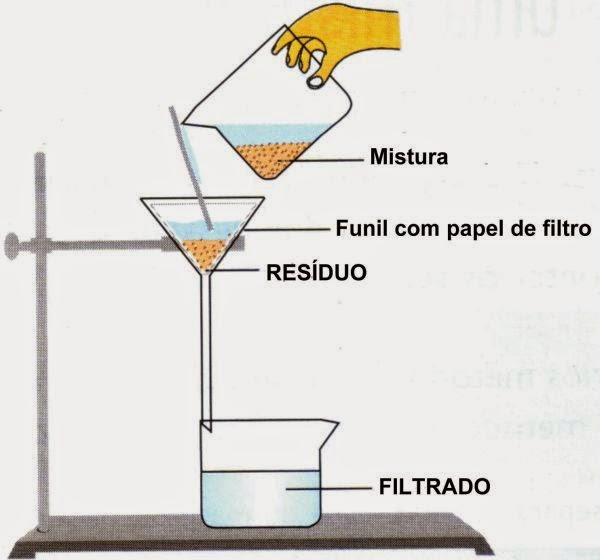 Mistura
Funil com papel de filtro
RESÍDUO
FILTRADO